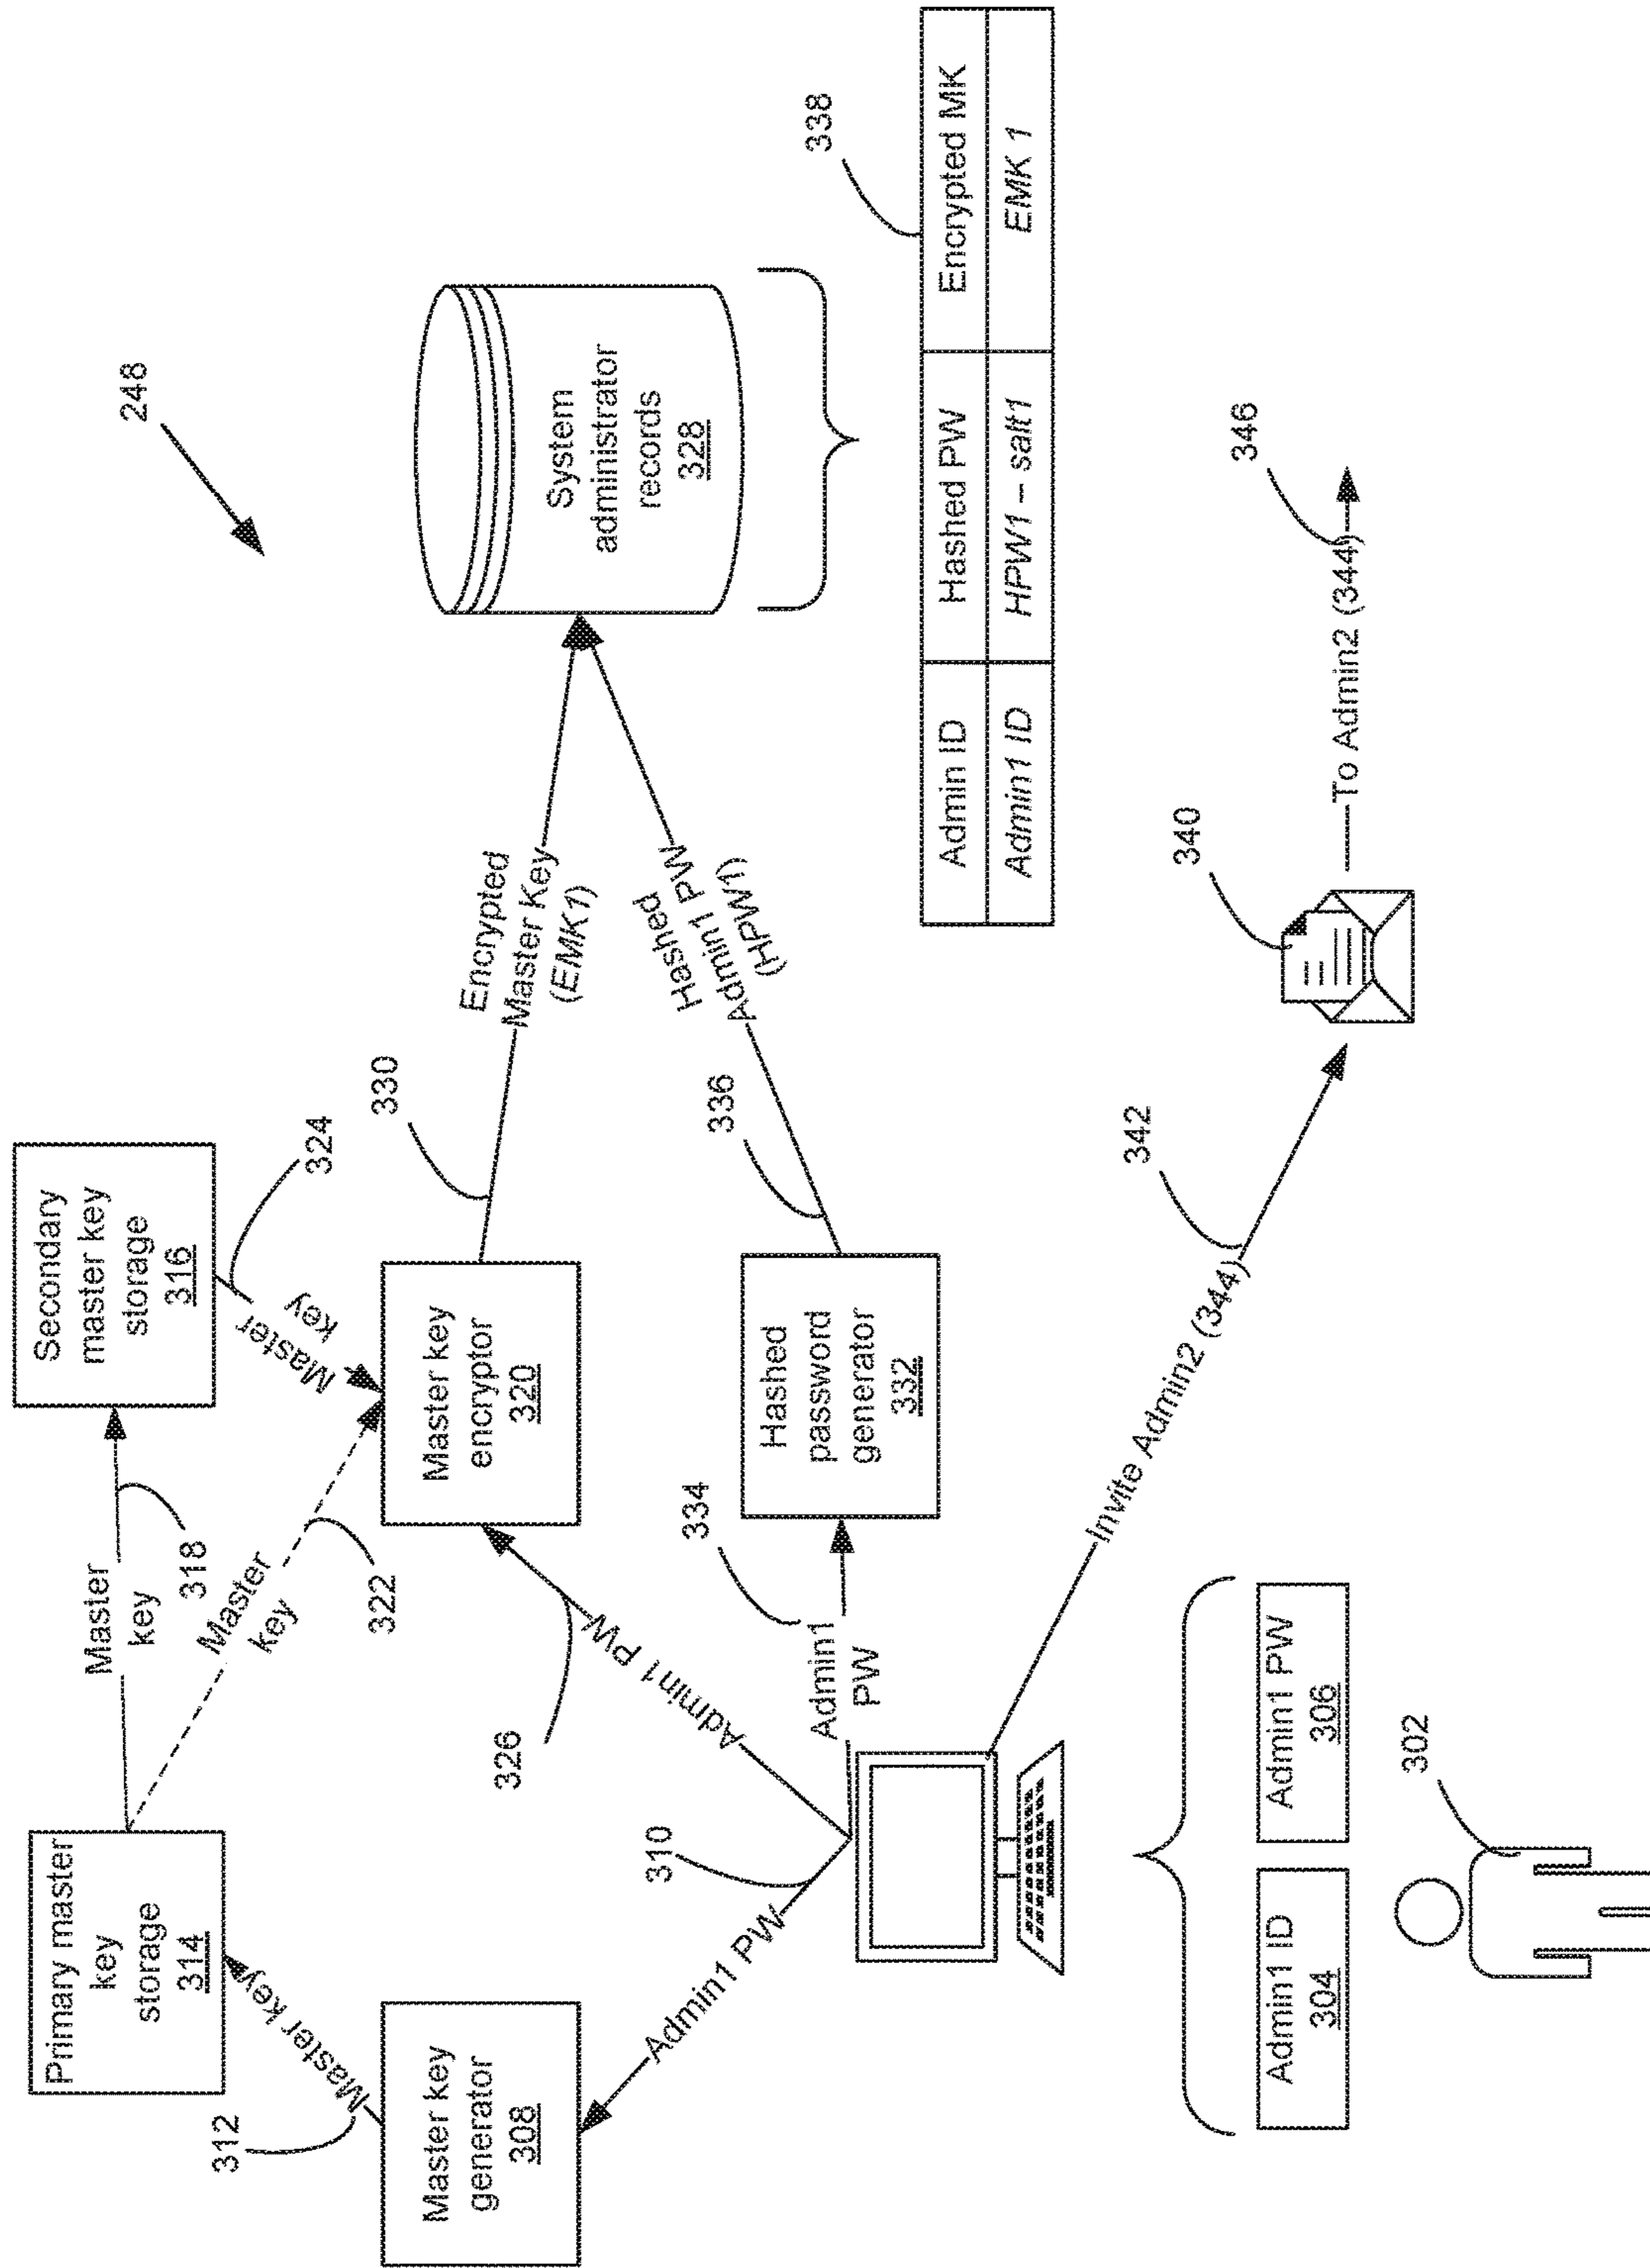 248
Primary master
key
storage
314
Master
key
318
Secondary
master key
storage
316
312
Master key
Master
key
322
Master
key
324
Master key
generator
308
Master key
encryptor
320
330
Encrypted
Master Key
(EMK1)
System
administrator
records
328
310
Admin1 PW
326
Admin1 PW
334
Admin1
PW
Hashed
password
generator
332
336
Hashed
Admin1 PW
(HPW1)
338
Admin ID
Hashed PW
Encrypted MK
Admin1 ID
HPW1 – salt1
EMK 1
Invite Admin2 (344)
342
340
To Admin2 (344)
346
Admin1 ID
304
Admin1 PW
306
302